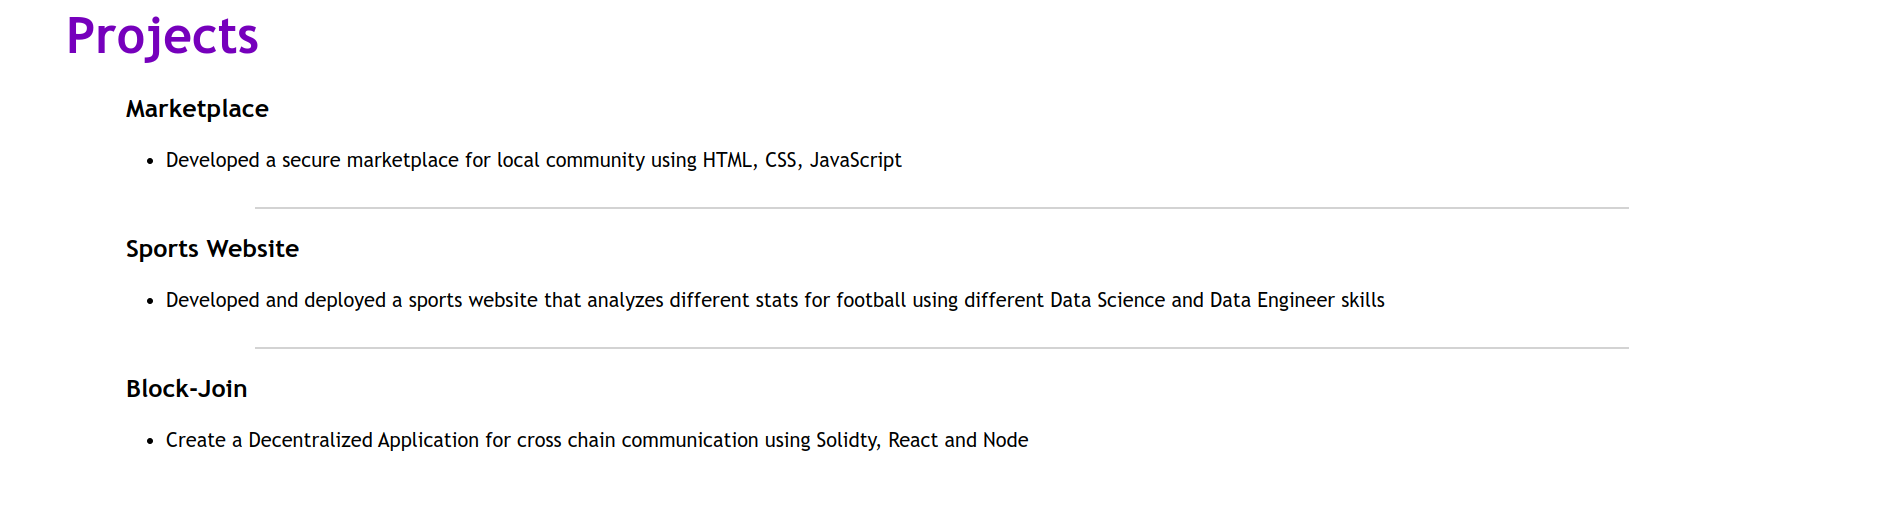 Projects
Marketplace
• Developed a secure marketplace for local community using HTML, CSS, JavaScript
Sports Website
• Developed and deployed a sports website that analyzes different stats for football using different Data Science and Data Engineer skills
Block-Join
• Create a Decentralized Application for cross chain communication using Solidty, React and Node